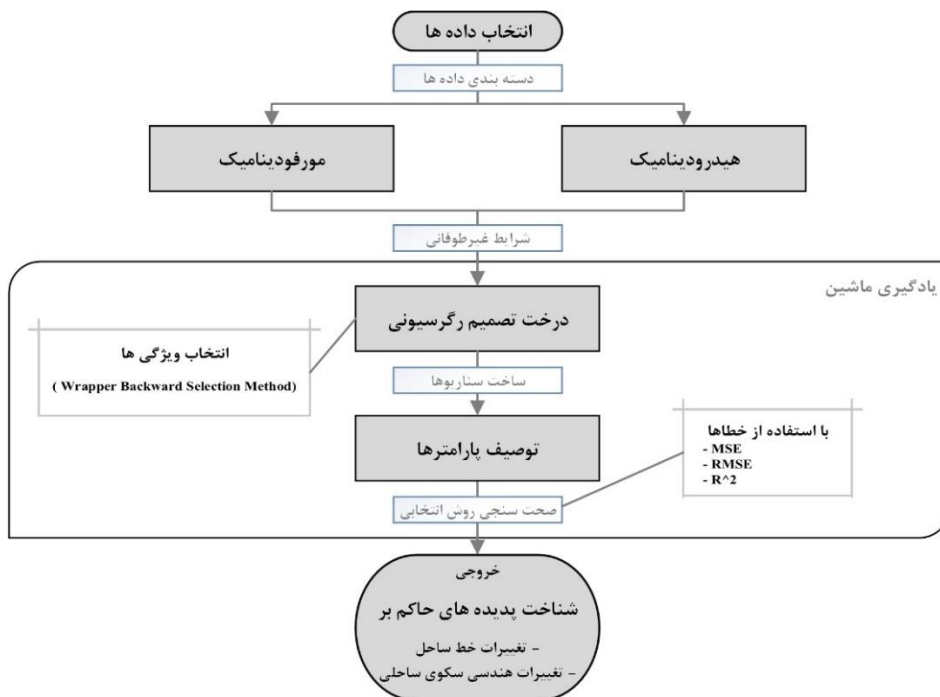 انتخاب داده ها
دسته بندی داده ها
هیدرودینامیک
مورفودینامیک
شرایط غیرطوفانی
یادگیری ماشین
درخت تصمیم رگرسیونی
انتخاب ویژگی ها
( Wrapper Backward Selection Method)
ساخت سناریوها
توصیف پارامترها
با استفاده از خطاها
- MSE
- RMSE
- R^2
صحت سنجی روش انتخابی
خروجی
شناخت پدیده های حاکم بر
- تغییرات خط ساحل
- تغییرات هندسی سکوی ساحلی